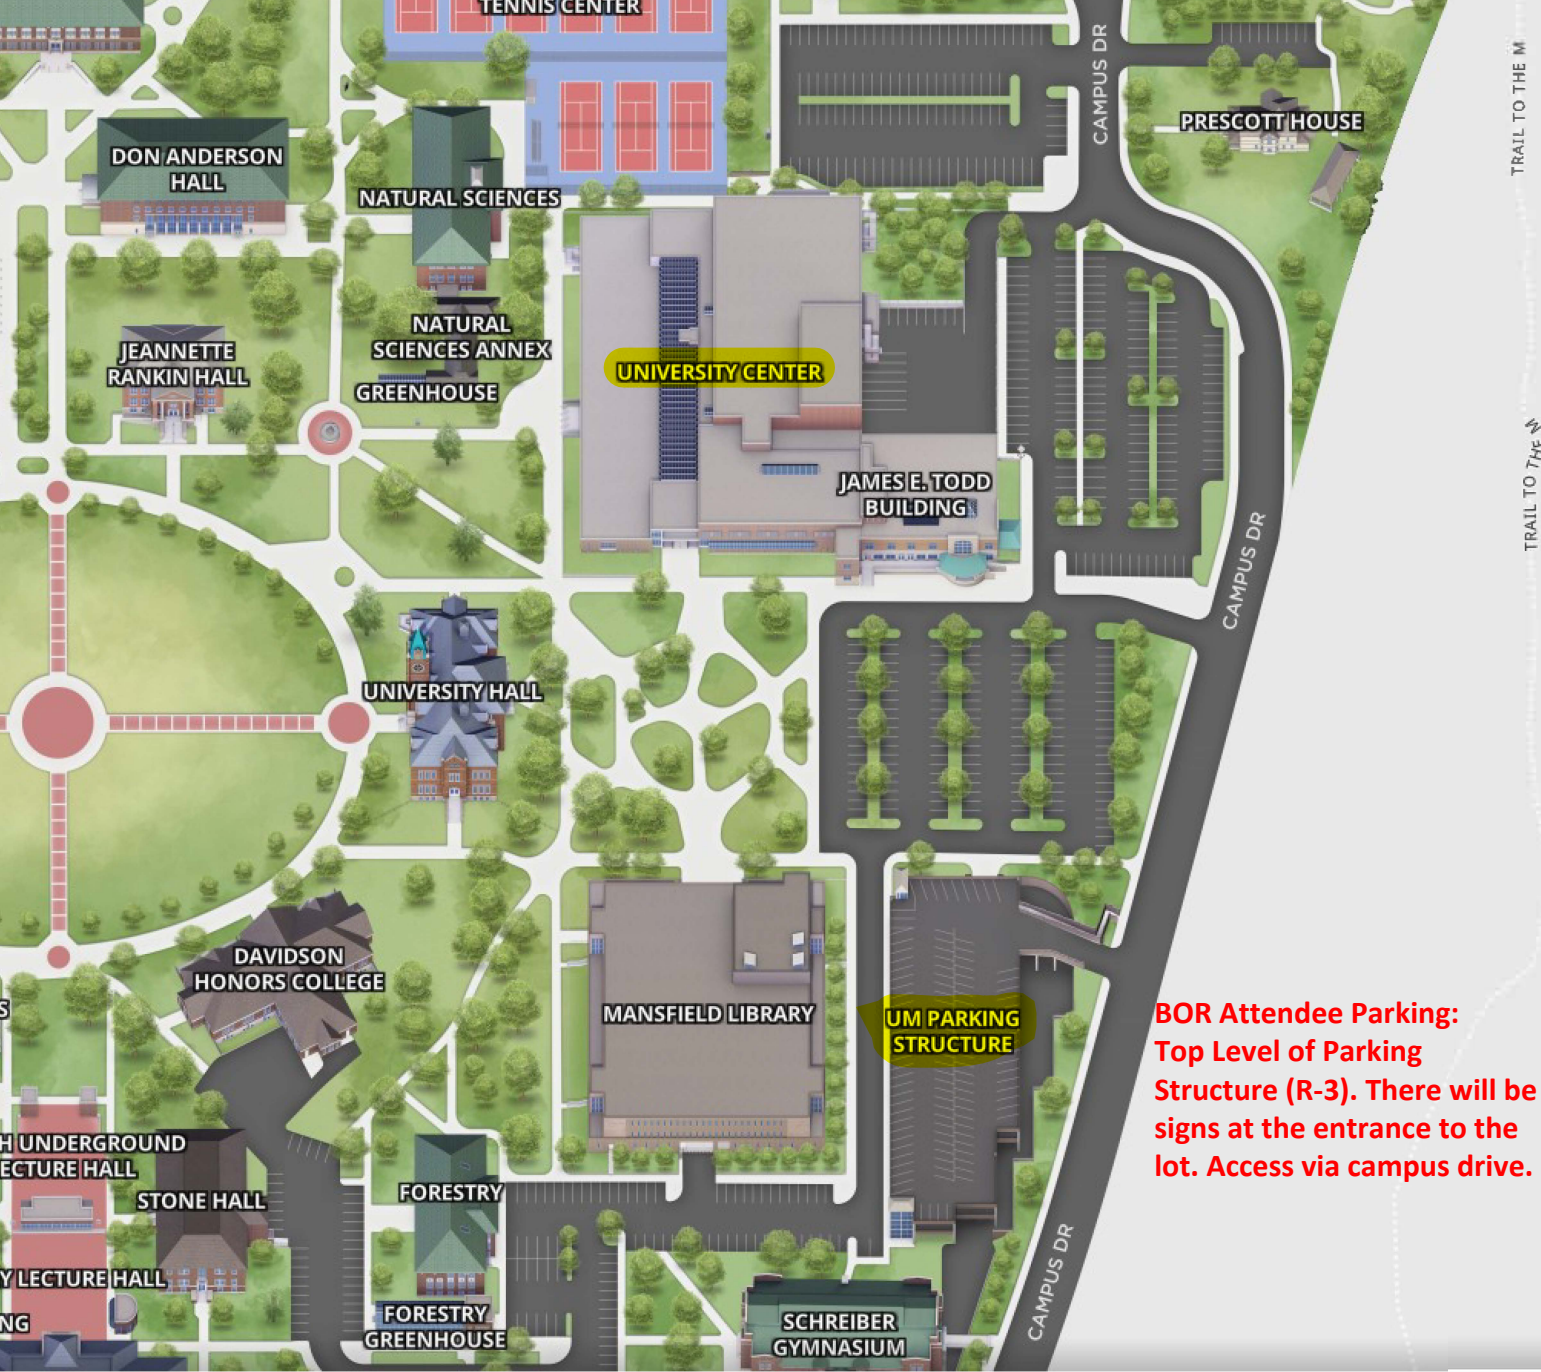 TENNIS CENTER
CAMPUS DR
TRAIL TO THE M
PRESCOTT HOUSE
DON ANDERSON
HALL
NATURAL SCIENCES
NATURAL
SCIENCES ANNEX
JEANNETTE
RANKIN HALL
GREENHOUSE
UNIVERSITY CENTER
JAMES E. TODD
BUILDING
TRAIL TO THE M
CAMPUS DR
UNIVERSITY HALL
DAVIDSON
HONORS COLLEGE
S
MANSFIELD LIBRARY
UM PARKING
STRUCTURE
BOR Attendee Parking:
Top Level of Parking
Structure (R-3). There will be
signs at the entrance to the
lot. Access via campus drive.
H UNDERGROUND
ECTURE HALL
STONE HALL
FORESTRY
Y LECTURE HALL
NG
FORESTRY
GREENHOUSE
SCHREIBER
GYMNASIUM
CAMPUS DR